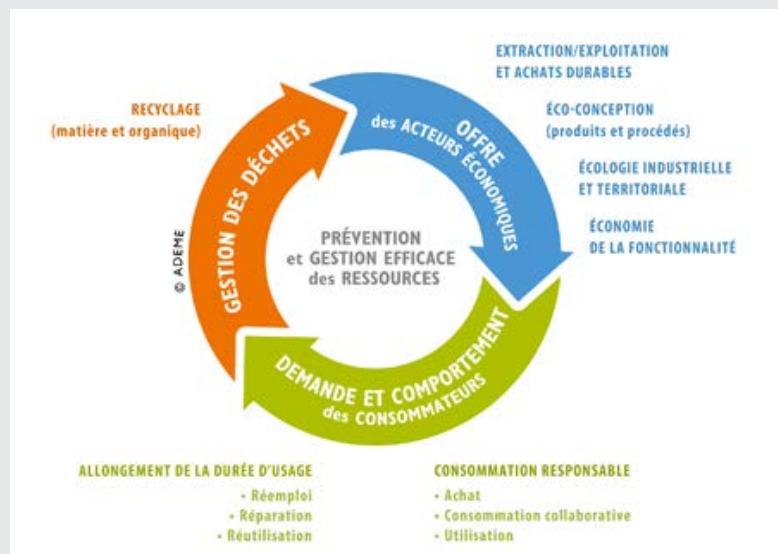 EXTRACTION/EXPLOITATION
ET ACHATS DURABLES
RECYCLAGE
(matière et organique)
ÉCO-CONCEPTION
(produits et procédés)
ÉCOLOGIE INDUSTRIELLE
ET TERRITORIALE
ÉCONOMIE
DE LA FONCTIONNALITÉ
OFFRE
des ACTEURS ÉCONOMIQUES
GESTION DES DÉCHETS
PRÉVENTION
et GESTION EFFICACE
des RESSOURCES
© ADEME
DEMANDE ET COMPORTEMENT
des CONSOMMATEURS
ALLONGEMENT DE LA DURÉE D'USAGE
• Réemploi
• Réparation
• Réutilisation
CONSOMMATION RESPONSABLE
• Achat
• Consommation collaborative
• Utilisation